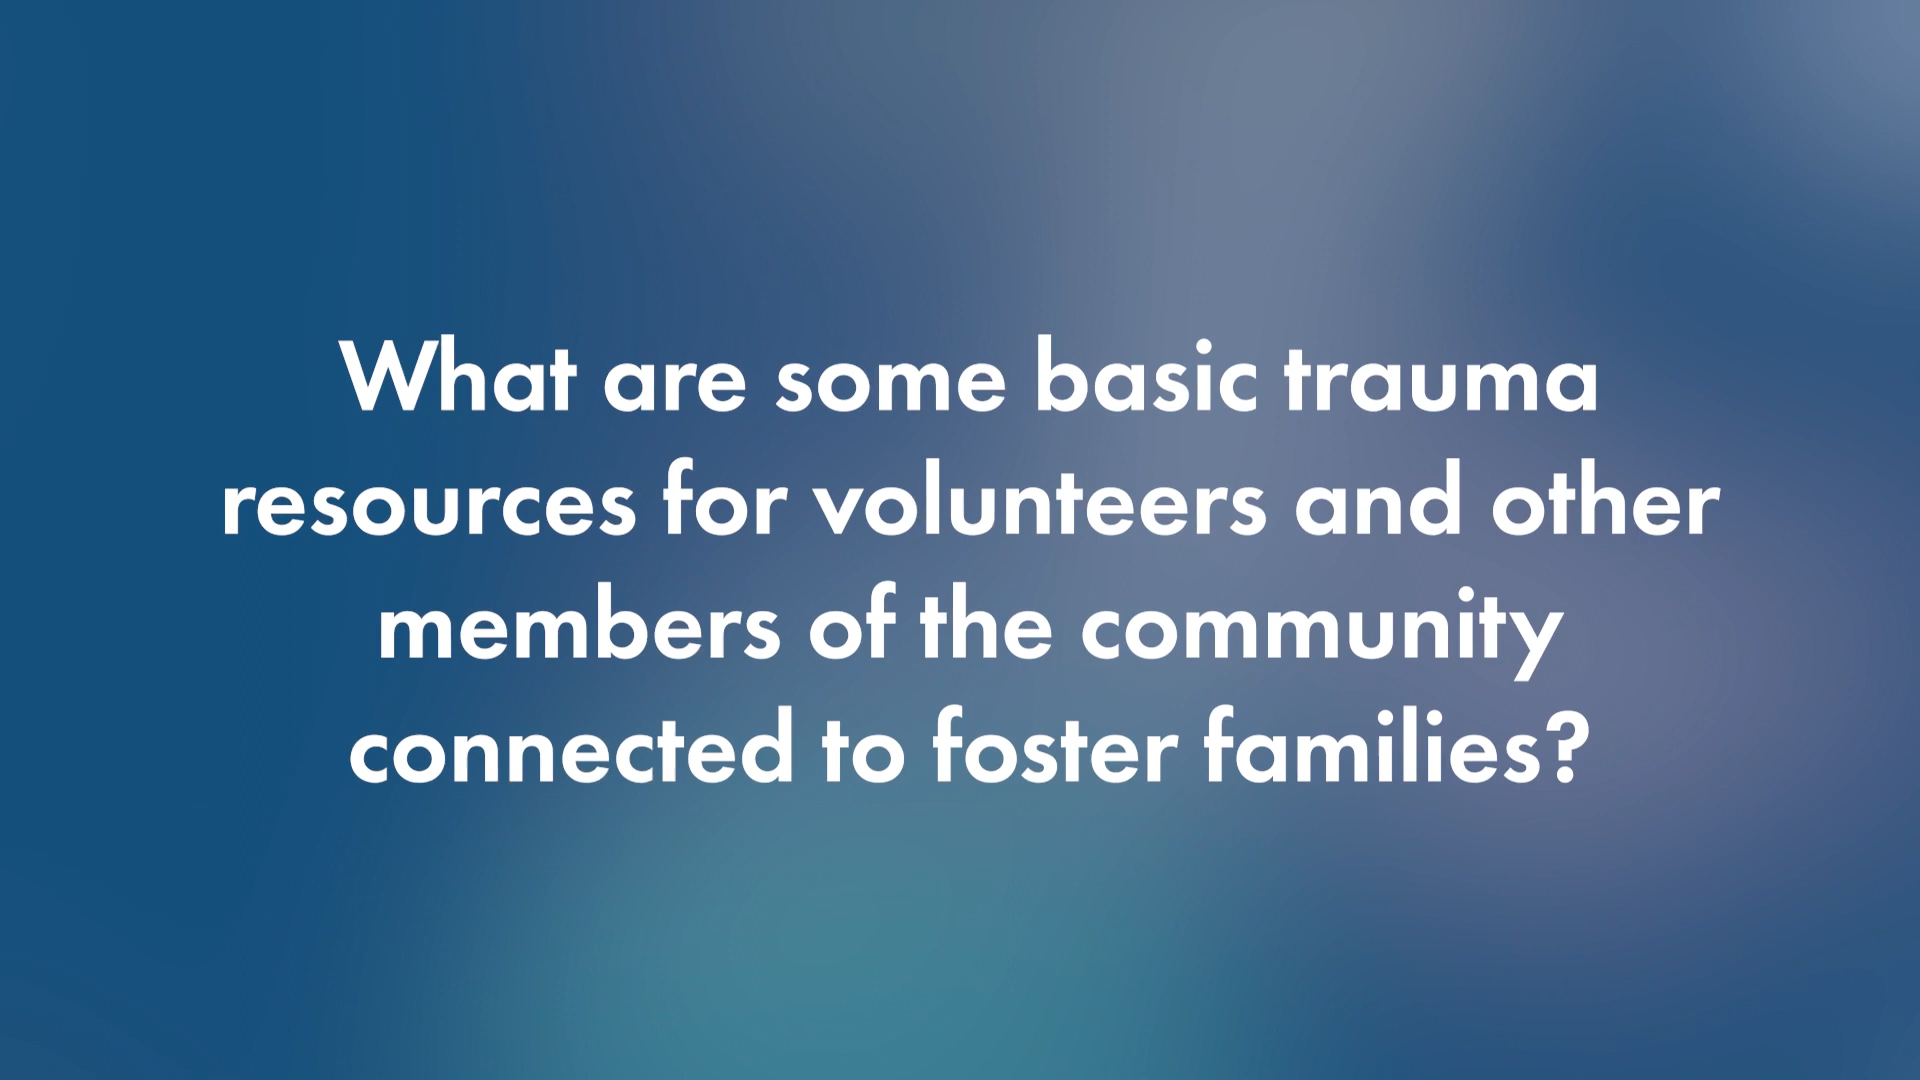 What are some basic trauma
resources for volunteers and other
members of the community
connected to foster families?